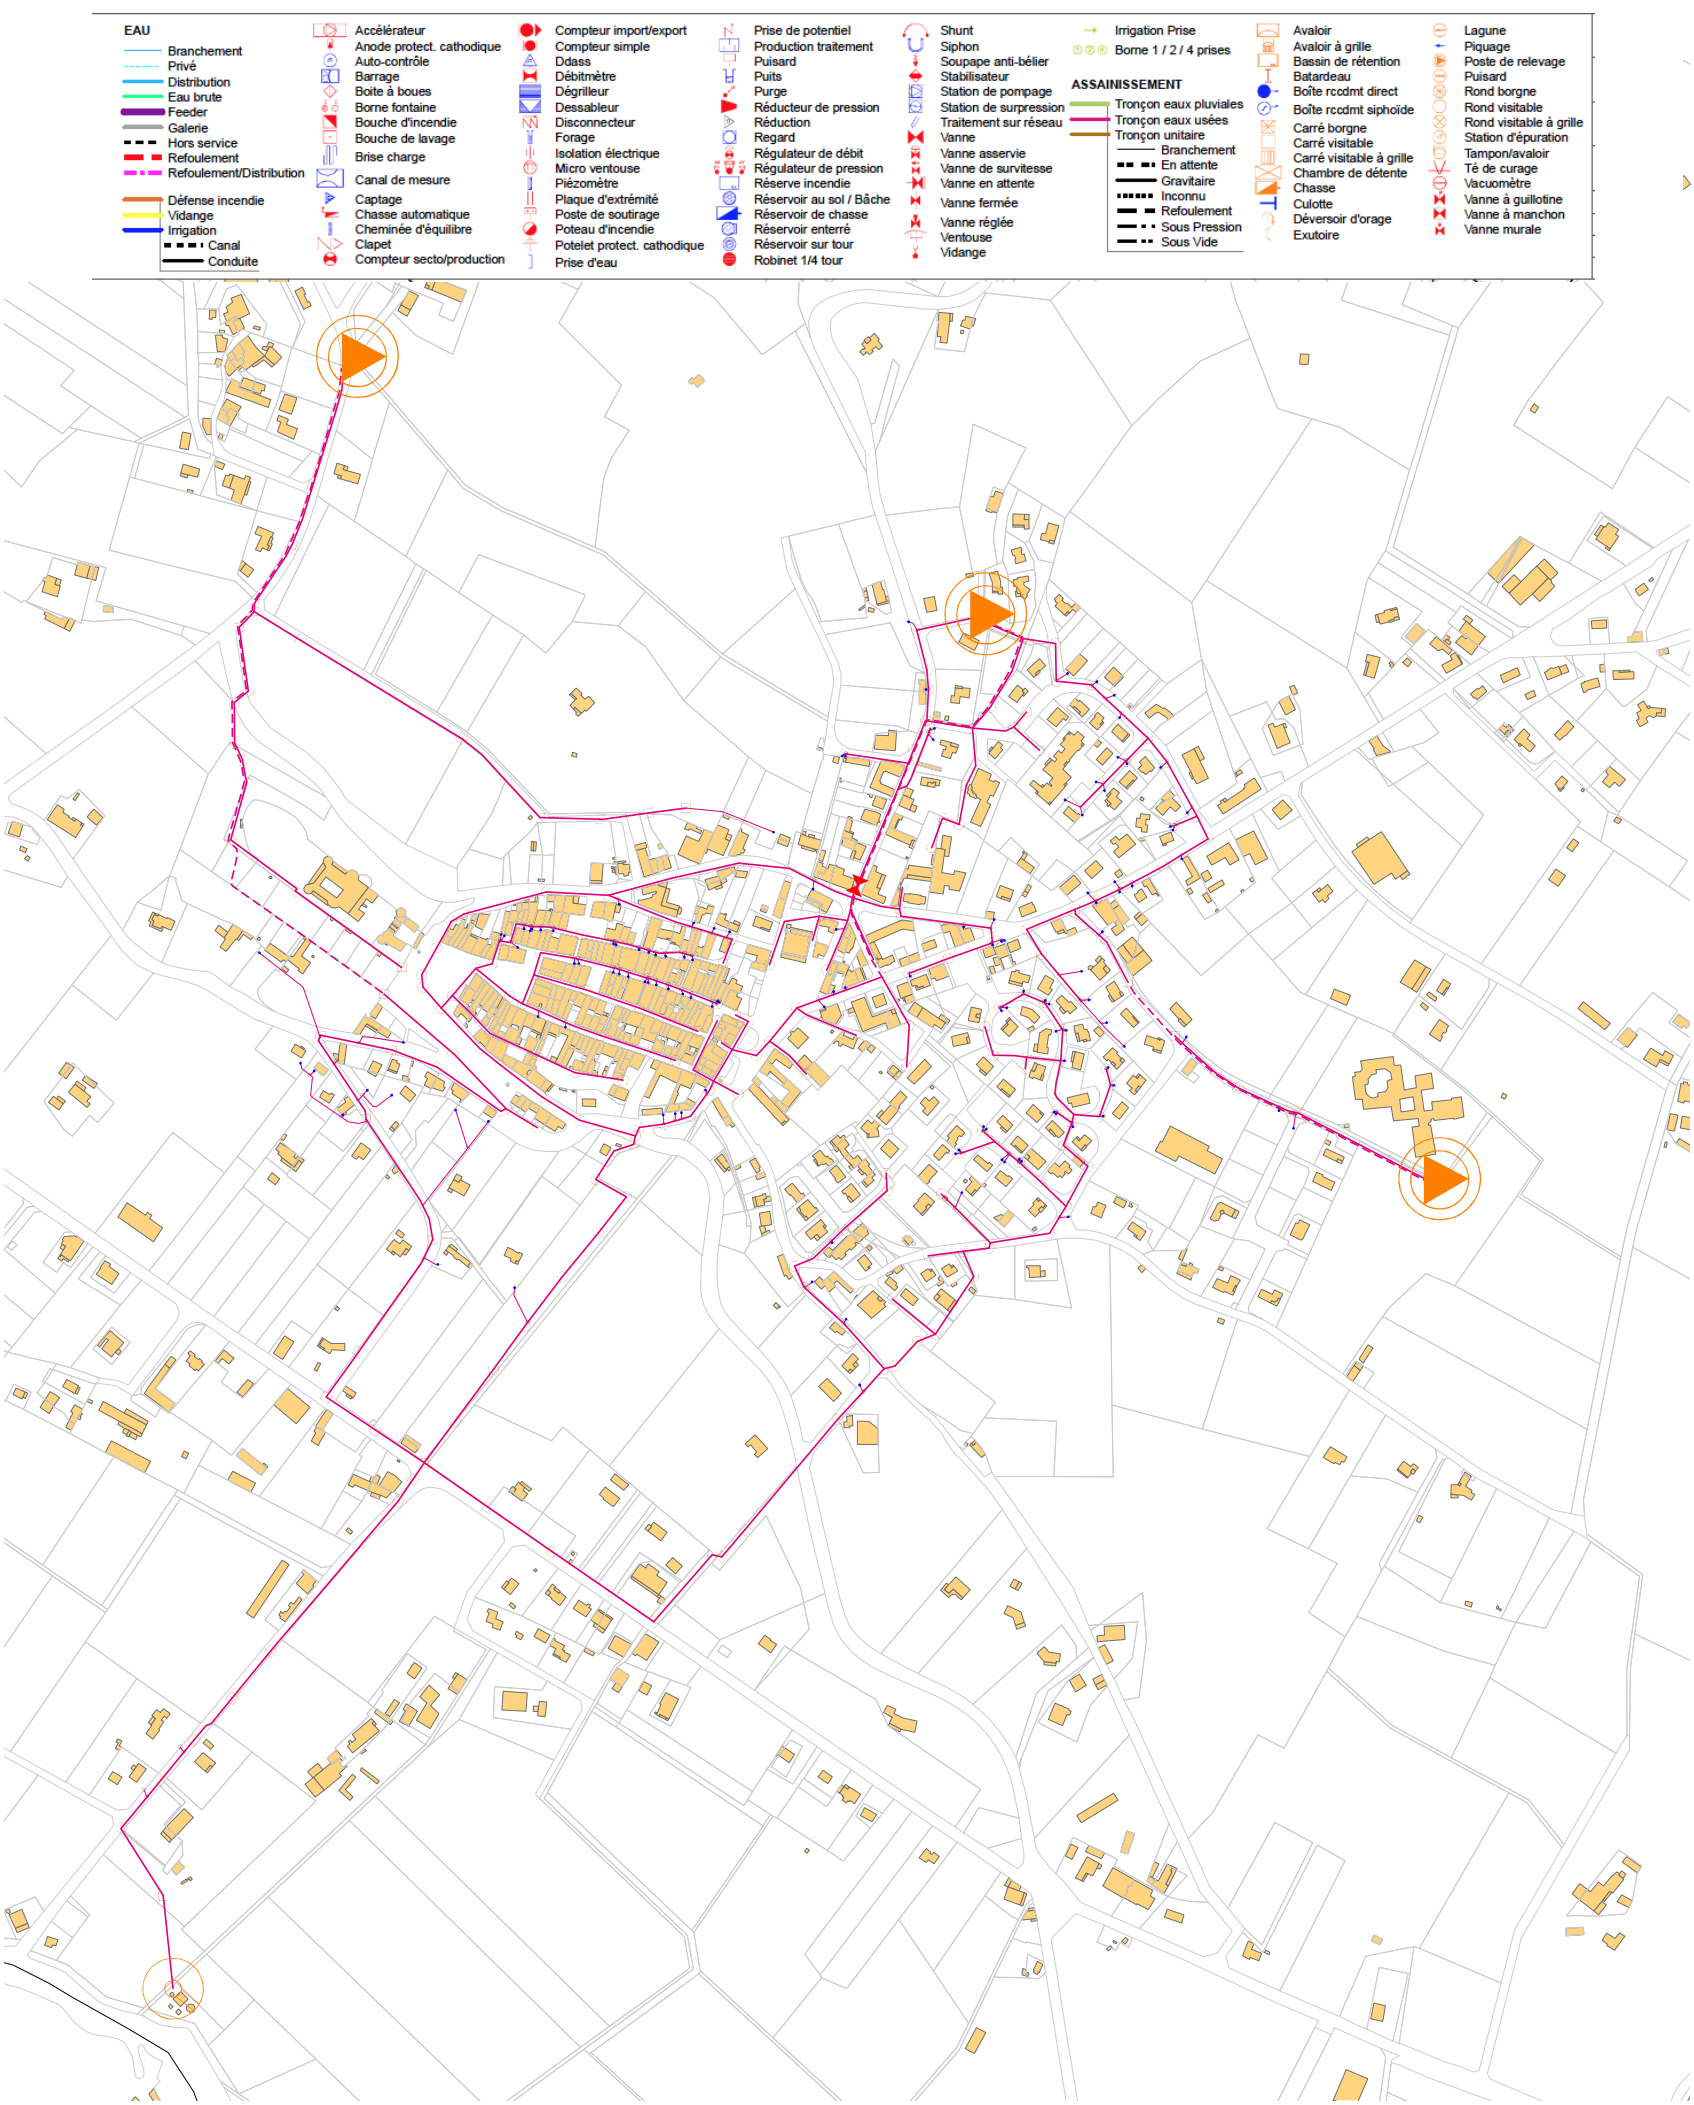 EAU
Branchement
Privé
Distribution
Eau brute
Feeder
Galerie
Hors service
Refoulement
Refoulement/Distribution
Défense incendie
Vidange
Irrigation
Canal
Conduite
Accélérateur
Anode protect. cathodique
Auto-contrôle
Barrage
Boite à boues
Borne fontaine
Bouche d'incendie
Bouche de lavage
Brise charge
Canal de mesure
Captage
Chasse automatique
Cheminée d'équilibre
Clapet
Compteur secto/production
Compteur import/export
Compteur simple
Ddass
Débitmètre
Dégrilleur
Dessableur
Disconnecteur
Forage
Isolation électrique
Micro ventouse
Piézomètre
Plaque d'extrémité
Poste de soutirage
Poteau d'incendie
Potelet protect. cathodique
Prise d'eau
Prise de potentiel
Production traitement
Puisard
Puits
Purge
Réducteur de pression
Réduction
Regard
Régulateur de débit
Régulateur de pression
Réserve incendie
Réservoir au sol / Bâche
Réservoir de chasse
Réservoir enterré
Réservoir sur tour
Robinet 1/4 tour
Shunt
Siphon
Soupape anti-bélier
Stabilisateur
Station de pompage
Station de surpression
Traitement sur réseau
Vanne
Vanne asservie
Vanne de survitesse
Vanne en attente
Vanne fermée
Vanne réglée
Ventouse
Vidange
Irrigation Prise
Borne 1 / 2 / 4 prises
ASSAINISSEMENT
Tronçon eaux pluviales
Tronçon eaux usées
Tronçon unitaire
Branchement
En attente
Gravitaire
Inconnu
Refoulement
Sous Pression
Sous Vide
Avaloir
Avaloir à grille
Bassin de rétention
Batardeau
Boîte rccdmt direct
Boîte rccdmt siphoïde
Carré borgne
Carré visitable
Carré visitable à grille
Chambre de détente
Chasse
Culotte
Déversoir d'orage
Exutoire
Lagune
Piquage
Poste de relevage
Puisard
Rond borgne
Rond visitable
Rond visitable à grille
Station d'épuration
Tampon/avaloir
Té de curage
Vacuomètre
Vanne à guillotine
Vanne à manchon
Vanne murale